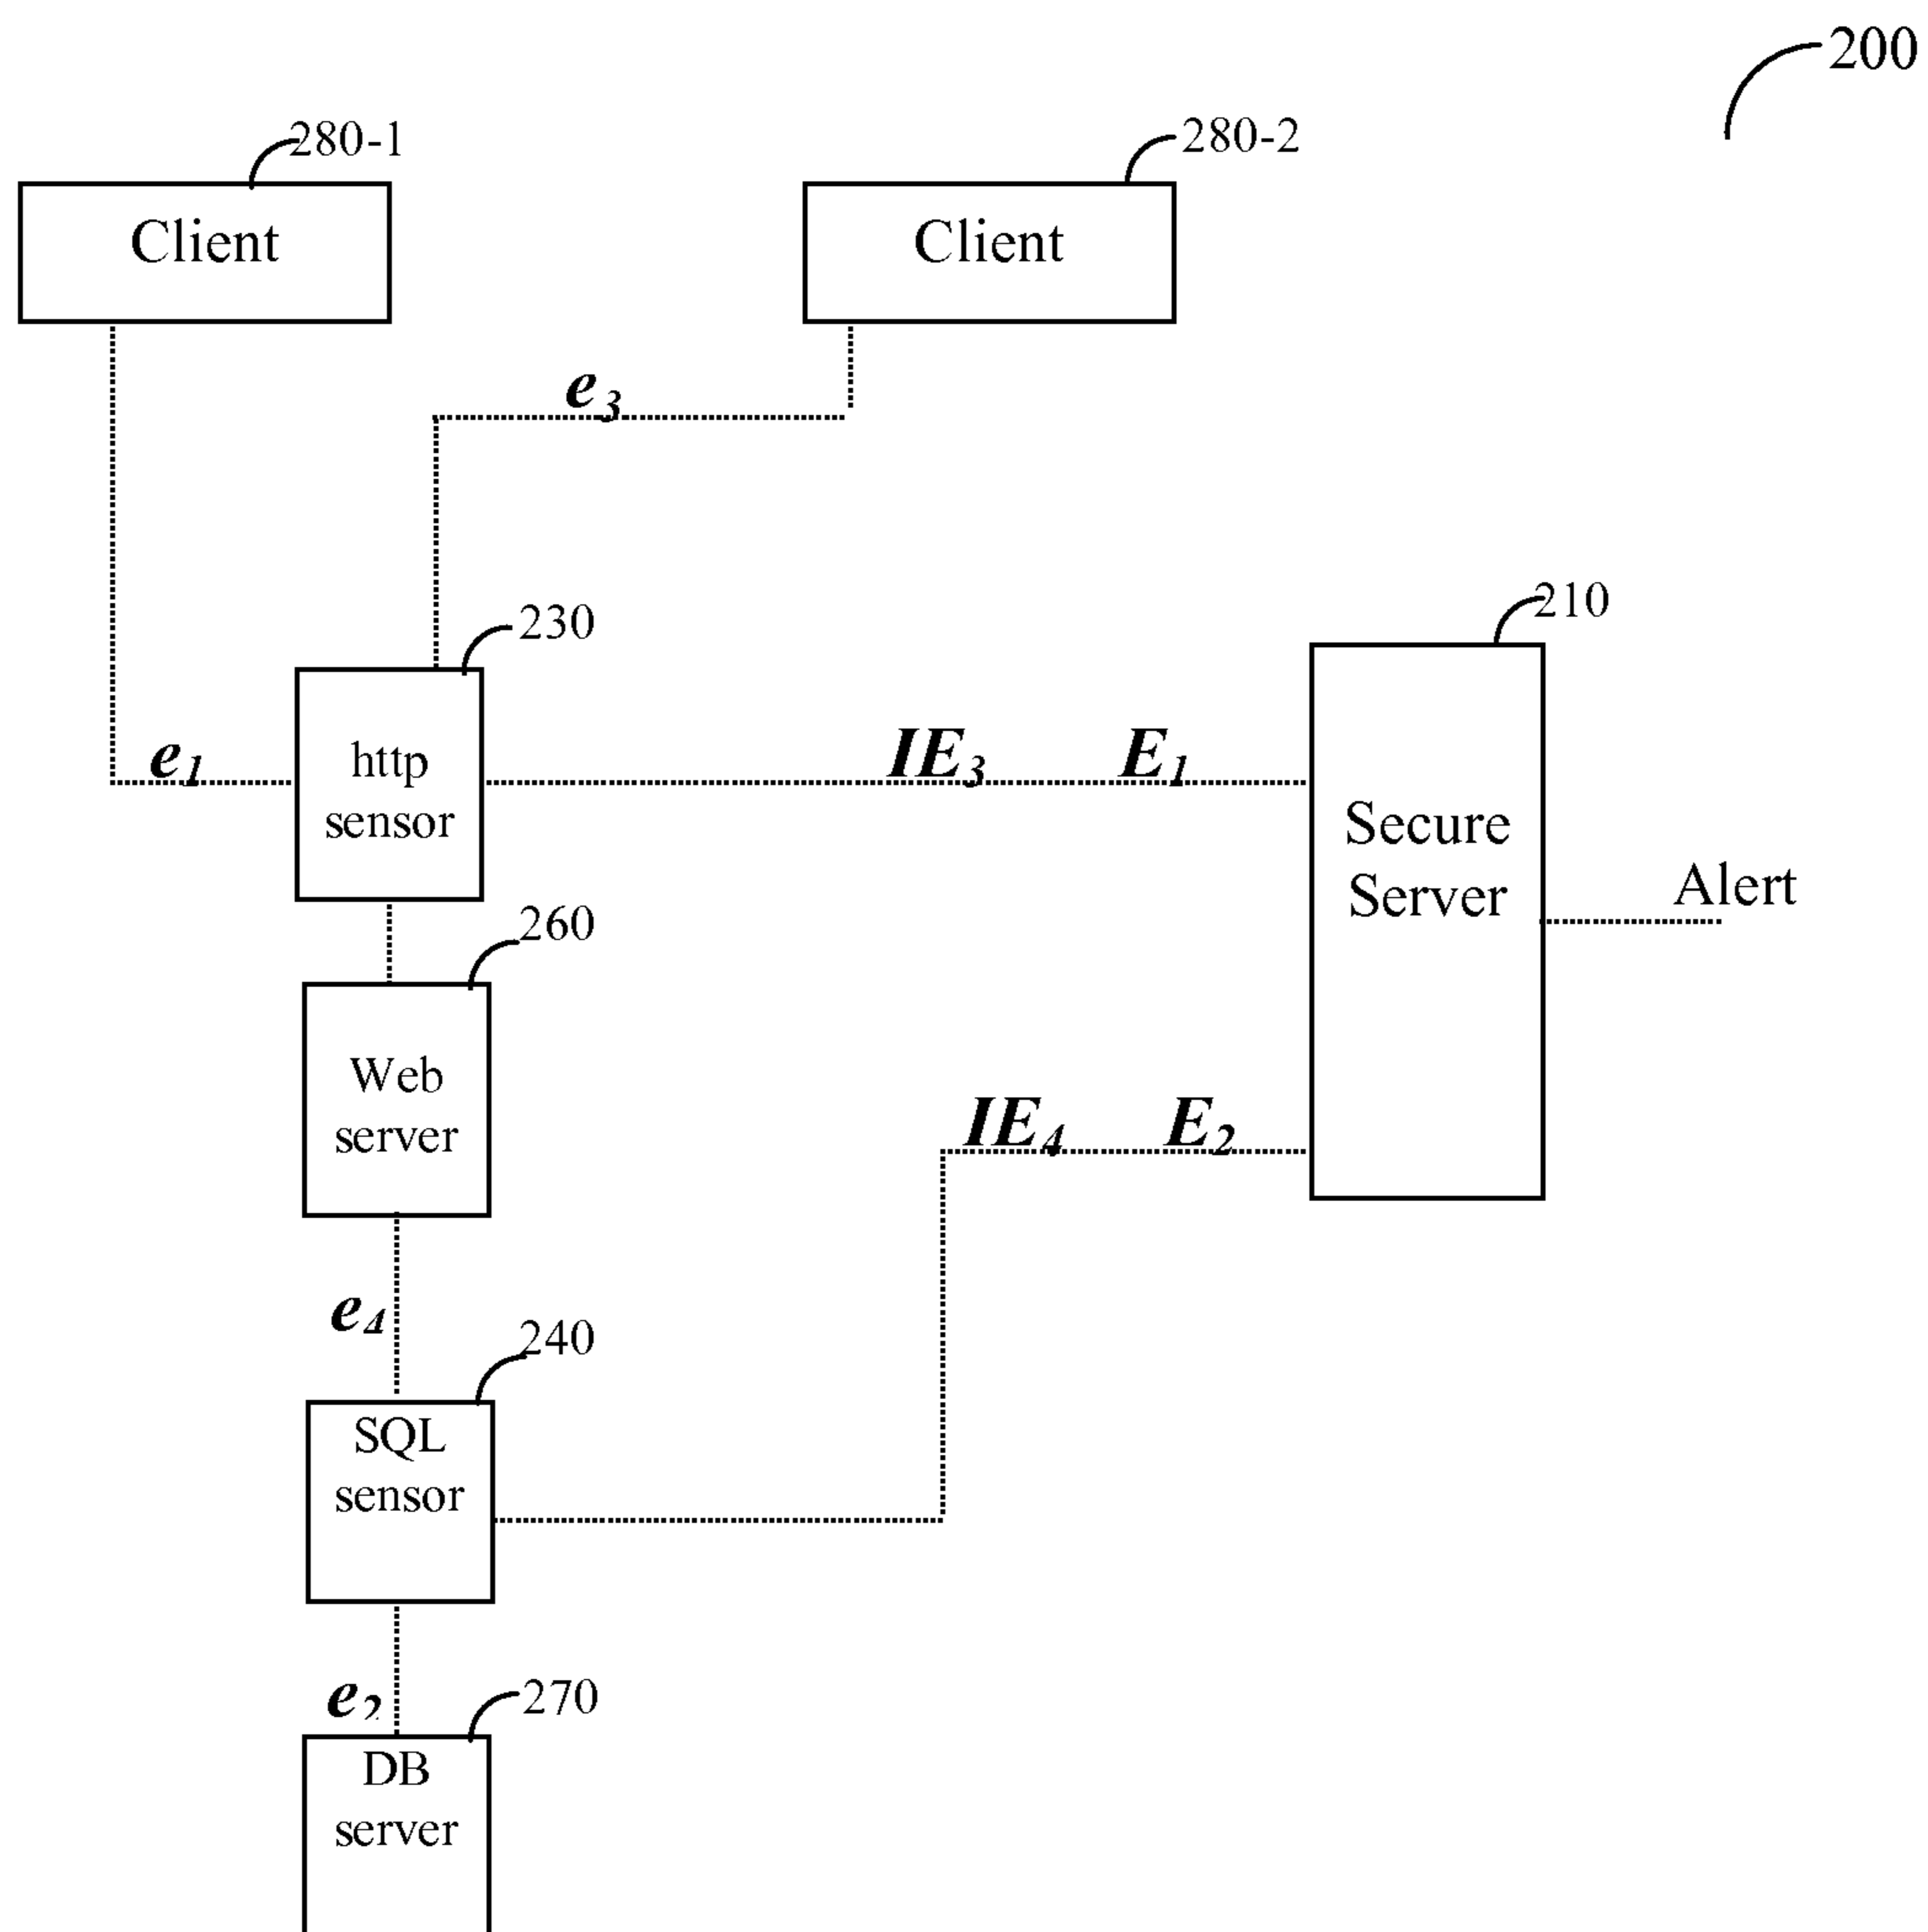 200
280-1
280-2
Client
Client
e3
230
210
e1
http
sensor
IE3
E1
Secure
Server
Alert
260
Web
server
IE4
E2
e4
240
SQL
sensor
e2
270
DB
server